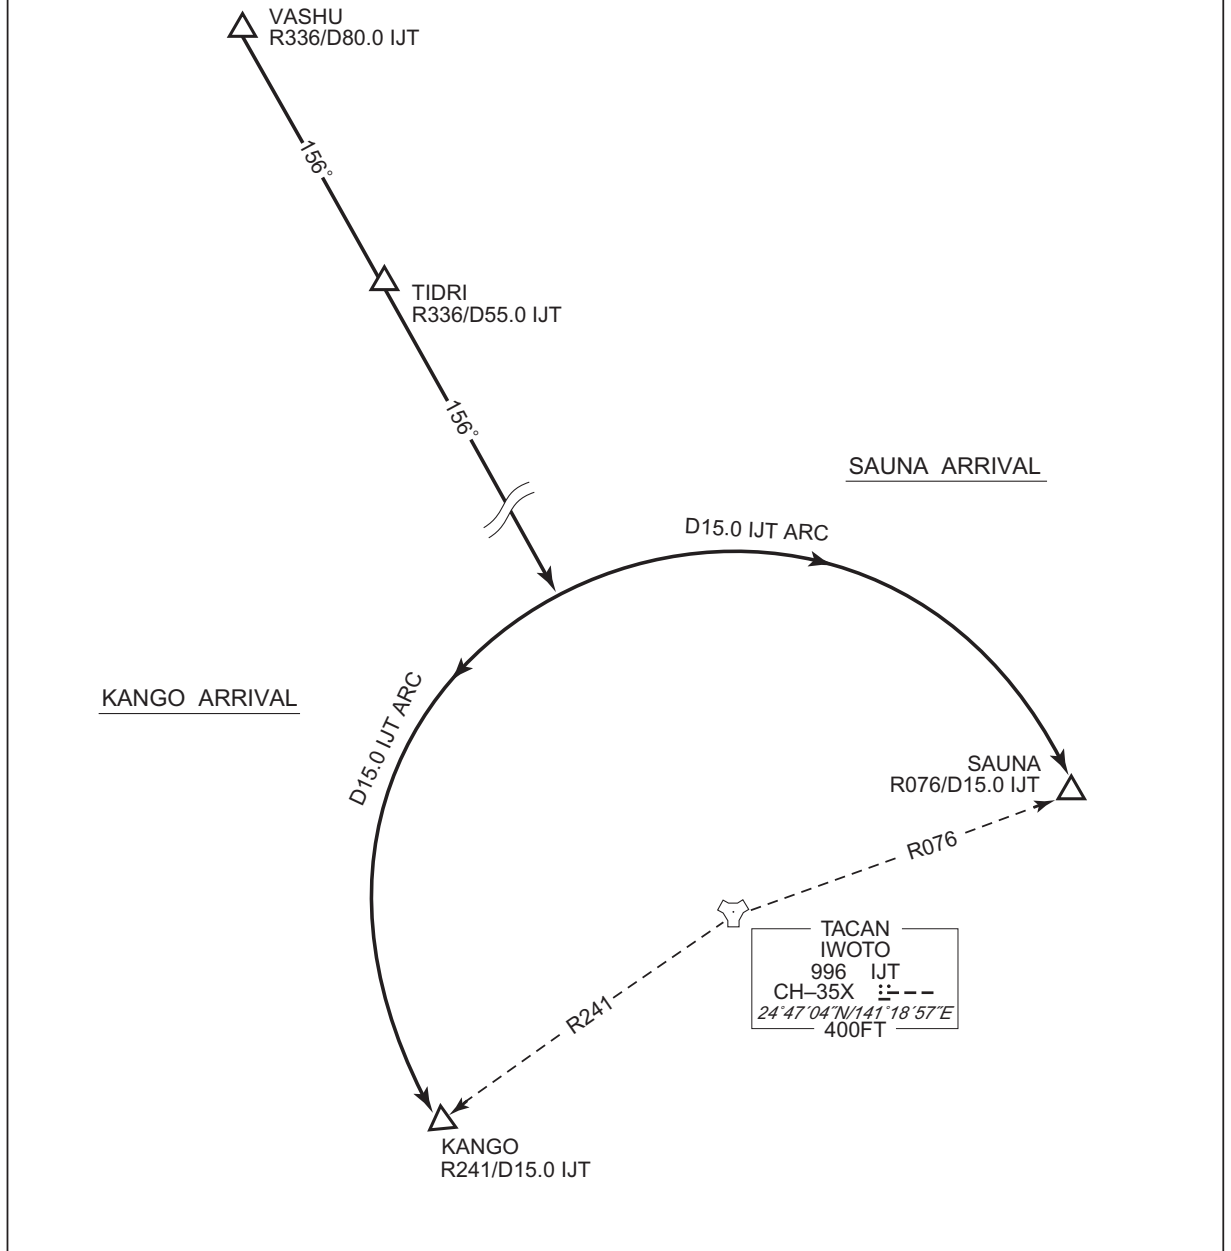 VASHU
R336/D80.0 IJT
156°
TIDRI
R336/D55.0 IJT
156°
SAUNA ARRIVAL
D15.0 IJT ARC
KANGO ARRIVAL
D15.0 IJT ARC
SAUNA
R076/D15.0 IJT
R076
TACAN
IWOTO
996 IJT
CH–35X
24°47′04″N/141°18′57″E
400FT
R241
KANGO
R241/D15.0 IJT